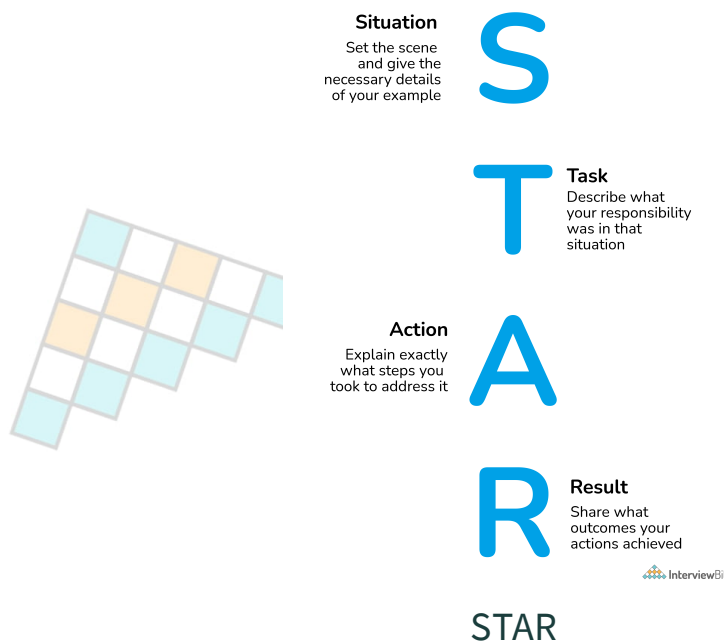 Situation
Set the scene
and give the
necessary details
of your example
S
T
Task
Describe what
your responsibility
was in that
situation
Action
Explain exactly
what steps you
took to address it
A
R
Result
Share what
outcomes your
actions achieved
InterviewBi
STAR